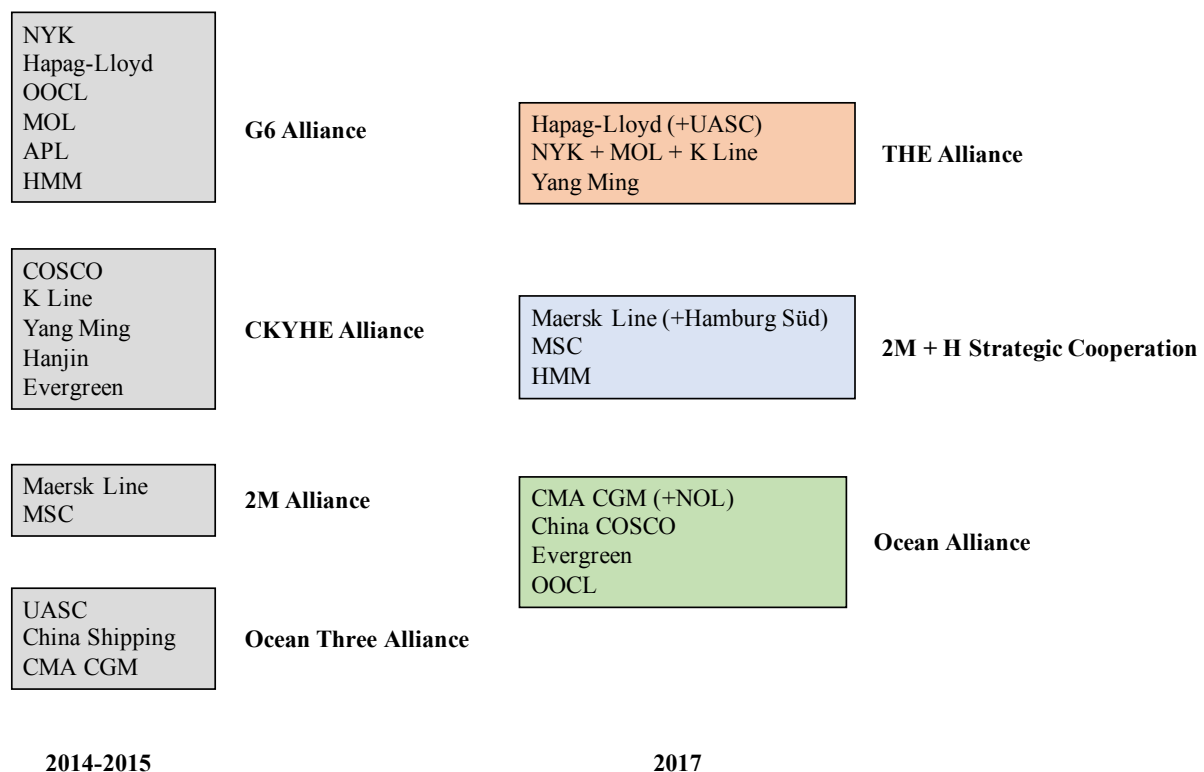 NYK
Hapag-Lloyd
OOCL
MOL
APL
HMM
G6 Alliance
COSCO
K Line
Yang Ming
Hanjin
Evergreen
CKYHE Alliance
Maersk Line
MSC
2M Alliance
UASC
China Shipping
CMA CGM
Ocean Three Alliance
2014-2015
Hapag-Lloyd (+UASC)
NYK + MOL + K Line
Yang Ming
THE Alliance
Maersk Line (+Hamburg Süd)
MSC
HMM
2M + H Strategic Cooperation
CMA CGM (+NOL)
China COSCO
Evergreen
OOCL
Ocean Alliance
2017